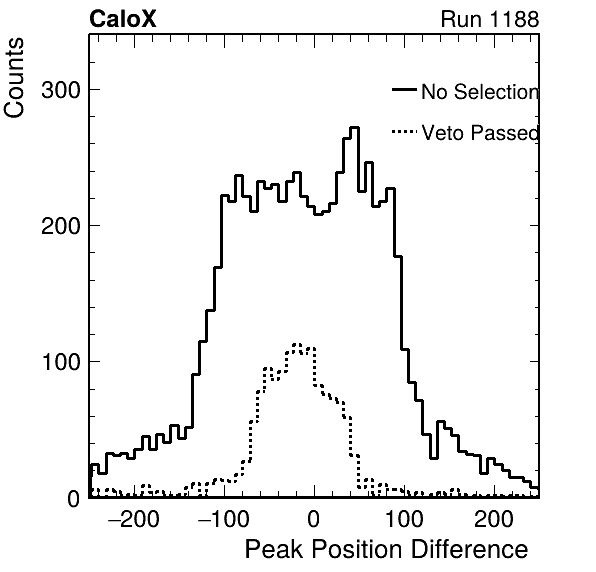 CaloX Run 1188
Counts
300
200
100
0
No Selection
Veto Passed
−200 −100 0 100 200
Peak Position Difference